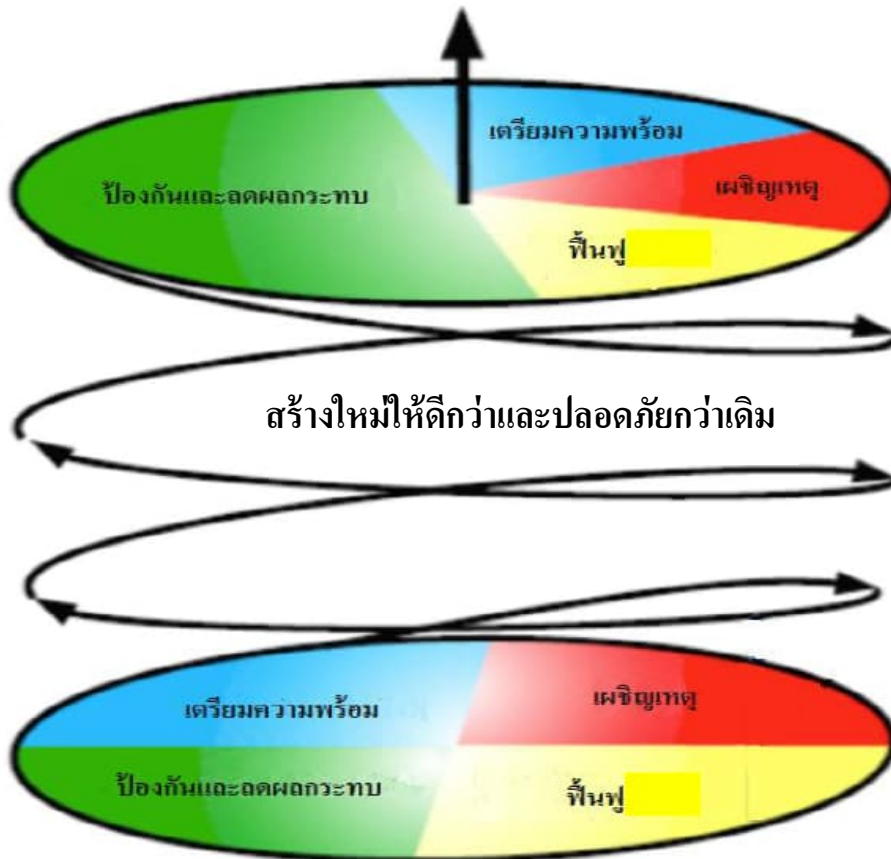 เตรียมความพร้อม
ป้องกันและลดผลกระทบ
เผชิญเหตุ
ฟื้นฟู
สร้างใหม่ให้ดีกว่าและปลอดภัยกว่าเดิม
เตรียมความพร้อม
เผชิญเหตุ
ป้องกันและลดผลกระทบ
ฟื้นฟู